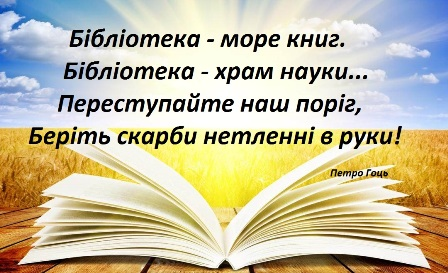 Бібліотека - море книг.
Бібліотека - храм науки...
Переступайте наш поріг,
Беріть скарби нетленні в руки!
Петро Гоць